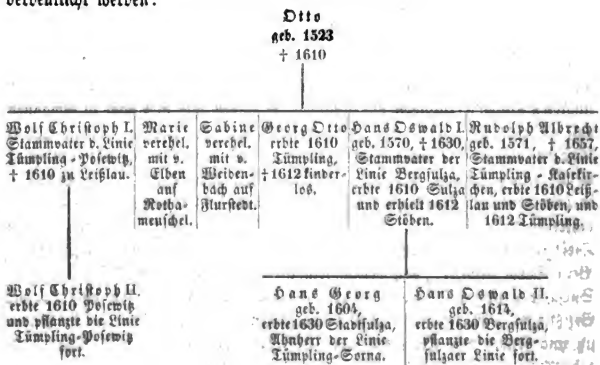 verdeutlicht werden:
Otto
geb. 1523
† 1610
Wolf Christoph I.
Stammvater d. Linie
Tümpling-Posewitz,
† 1610 zu Leißlau.
Marie
verehel.
mit v.
Elben
auf
Rotha-
meuschel.
Sabine
verehel.
mit v.
Weiden-
bach auf
Flurstedt.
Georg Otto
erbte 1610
Tümpling,
† 1612 kinder-
los.
Hans Oswald I.
geb. 1570, † 1630,
Stammvater der
Linie Bergsulza,
erbte 1610 Sulza
und erhielt 1612
Stöben.
Rudolph Albrecht
geb. 1571, † 1657,
Stammvater d. Linie
Tümpling-Kasekir-
chen, erbte 1610 Leiß-
lau und Stöben, und
1612 Tümpling.
Wolf Christoph II.
erbte 1610 Posewitz
und pflanzte die Linie
Tümpling-Posewitz
fort.
Hans Georg
geb. 1604,
erbte 1630 Stadtsulza,
Ahnherr der Linie
Tümpling-Sorna.
Hans Oswald II.
geb. 1614,
erbte 1630 Bergsulza,
pflanzte die Berg-
sulzaer Linie fort.